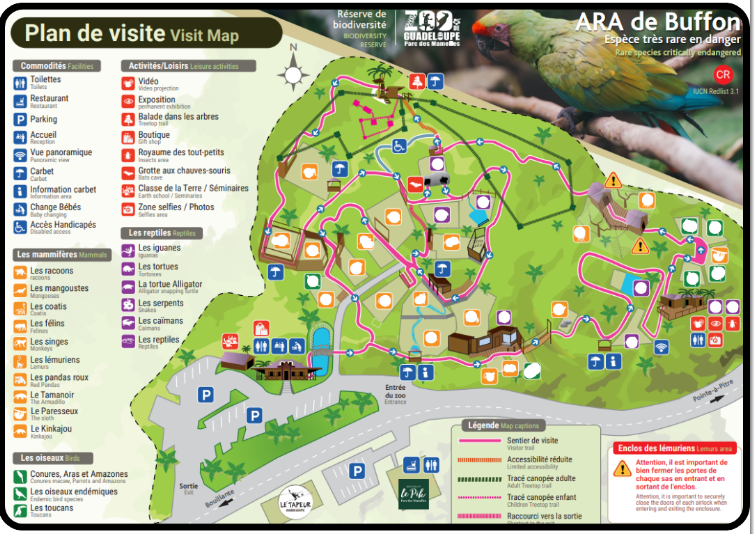 Plan de visite Visit Map
Réserve de
biodiversité
BIODIVERSITY
RESERVE
ZOO
GUADELOUPE
Parc des Mamelles
ARA de Buffon
Espèce très rare en danger
Rare species critically endangered
CR
IUCN Redlist 3.1
N
Commodités Facilities
Toilettes
Toilets
Restaurant
Restaurant
P
Parking
Accueil
Reception
Vue panoramique
Panoramic view
Carbet
Carbet
Information carbet
Information area
Change Bébés
Baby changing
Accès Handicapés
Disabled access
Activités/Loisirs Leisure activities
Vidéo
Video projection
Exposition
permanent exhibition
Balade dans les arbres
Treetop trail
Boutique
Gift shop
Royaume des tout-petits
Insects area
Grotte aux chauves-souris
Bats cave
Classe de la Terre / Séminaires
Earth school / Seminaries
Zone selfies / Photos
Selfies area
Les reptiles Reptiles
Les iguanes
Iguanas
Les tortues
Tortoises
La tortue Alligator
Alligator snapping turtle
Les serpents
Snakes
Les caïmans
Caimans
Les reptiles
Reptiles
Les mammifères Mammals
Les racoons
racoons
Les mangoustes
Mongooses
Les coatis
Coatis
Les félins
Felines
Les singes
Monkeys
Les lémuriens
Lemurs
Les pandas roux
Red Pandas
Le Tamanoir
The Armadillo
Le Paresseux
The sloth
Le Kinkajou
Kinkajou
Les oiseaux Birds
Conures, Aras et Amazones
Conures macaw, Parrots and Amazons
Les oiseaux endémiques
Endemic bird species
Les toucans
Toucans
P
P
P
P
Entrée
du zoo
Entrance
Sortie
Exit
Bouillante
Pointe-à-Pitre
LE TAPEUR
le Pik
Légende Map captions
Sentier de visite
Visitor trail
Accessibilité réduite
Limited accessibility
Tracé canopée adulte
Adult Treetop trail
Tracé canopée enfant
Children Treetop trail
Raccourci vers la sortie
Enclos des lémuriens Lemurs area
Attention, il est important de
bien fermer les portes de
chaque sas en entrant et en
sortant de l'enclos.
Attention, it is important to securely
close the doors of each airlock when
entering and exiting the enclosure.